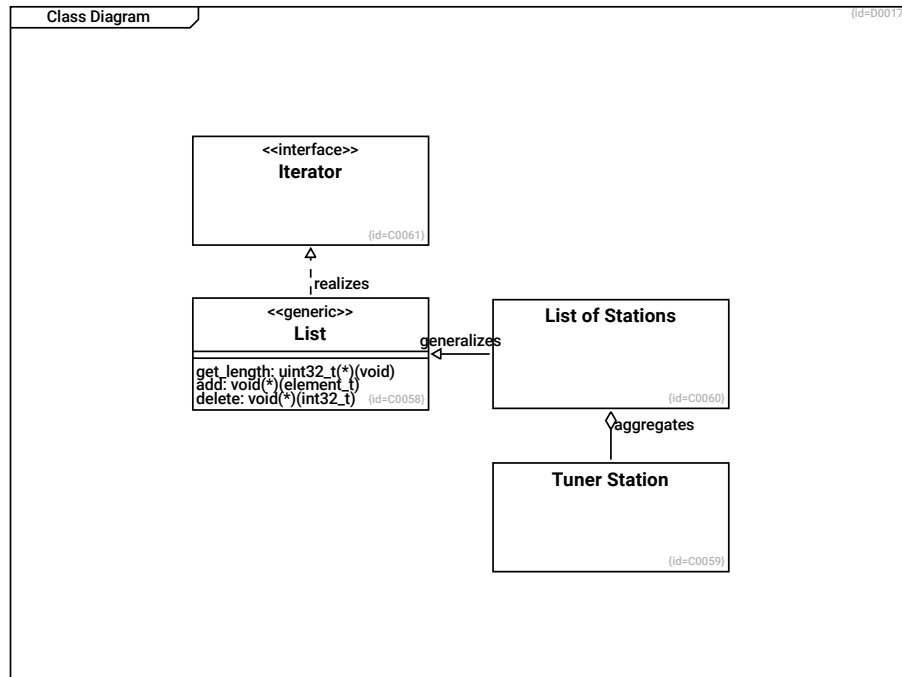 Class Diagram
{id=D0017
<<interface>>
Iterator
{id=C0061}
realizes
<<generic>>
List
get_length: uint32_t(*)(void)
add: void(*)(element_t)
delete: void(*)(int32_t)
{id=C0058}
generalizes
List of Stations
{id=C0060}
aggregates
Tuner Station
{id=C0059}